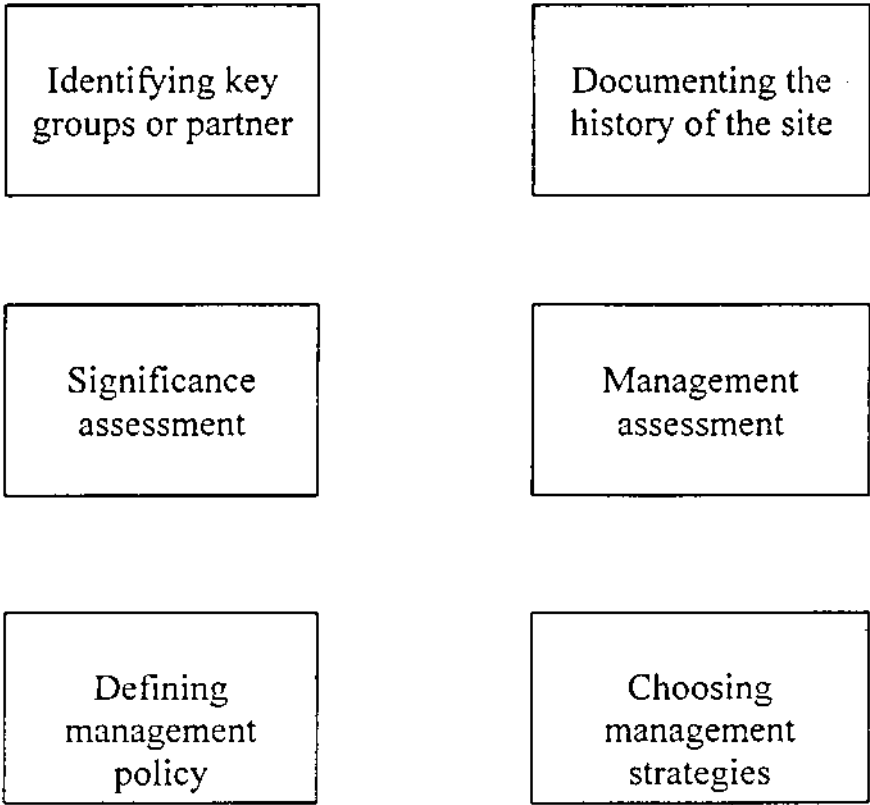 Identifying key
groups or partner
Documenting the
history of the site
Significance
assessment
Management
assessment
Defining
management
policy
Choosing
management
strategies